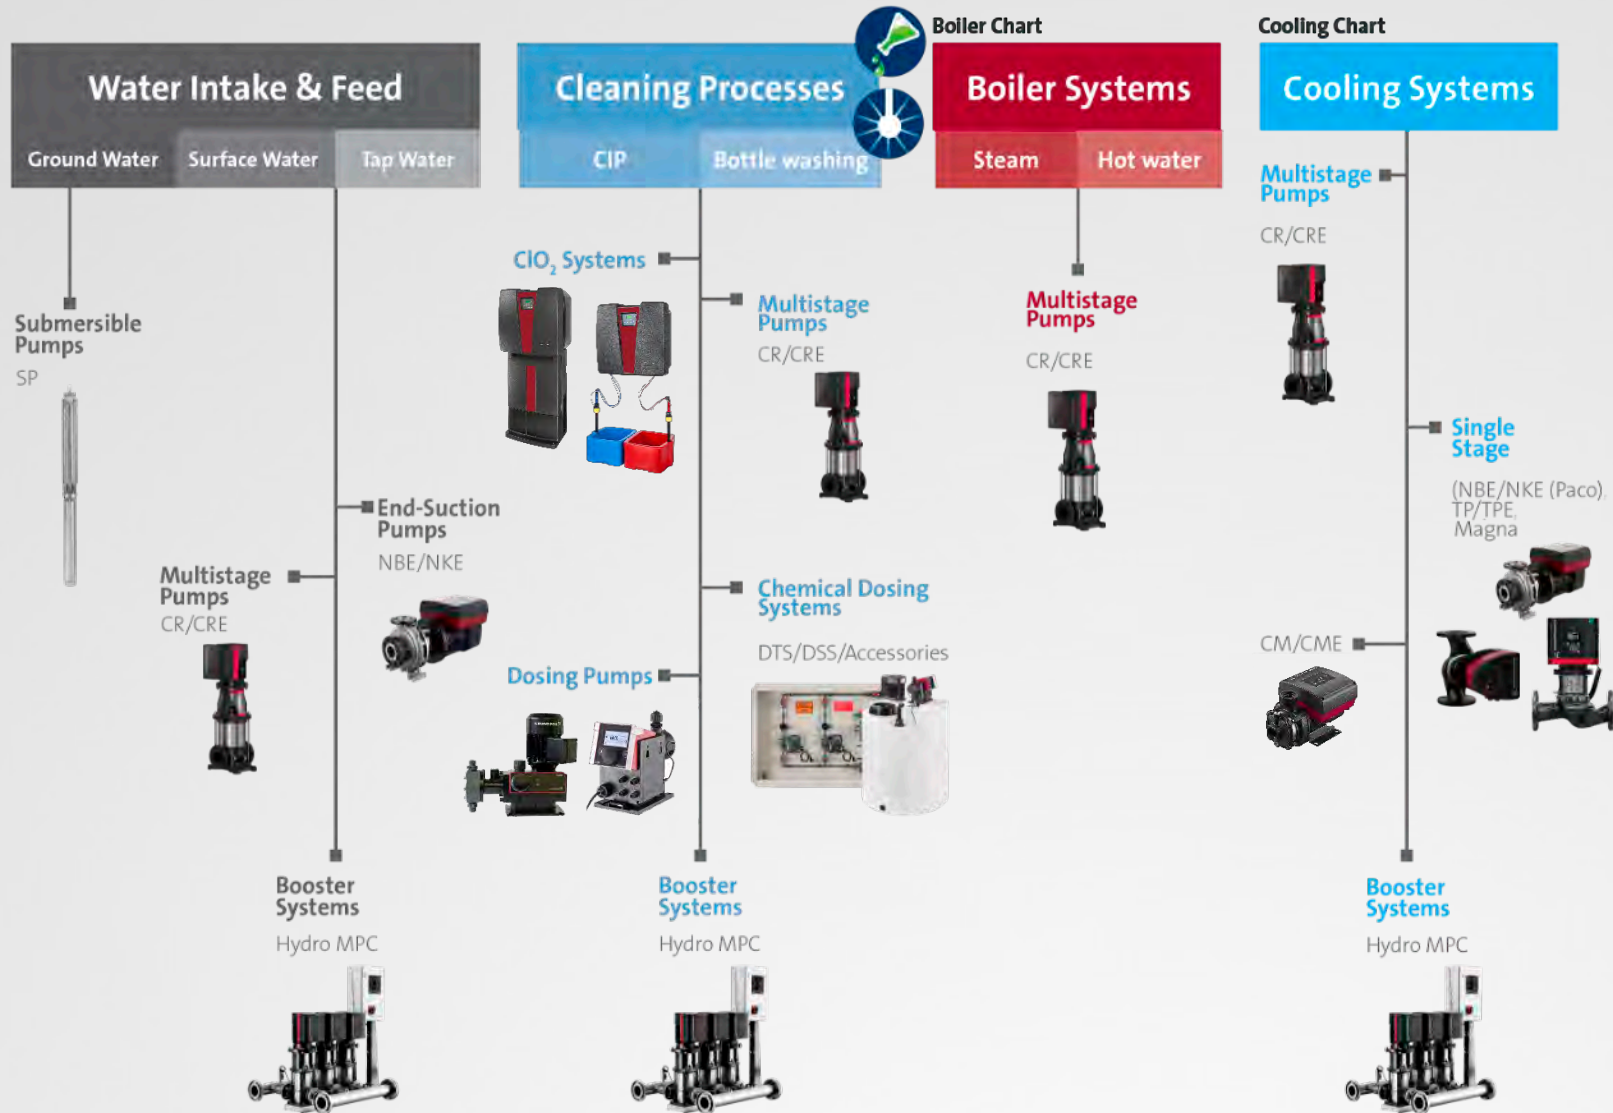 Boiler Chart
Cooling Chart
Water Intake & Feed
Ground Water
Surface Water
Tap Water
Submersible
Pumps
SP
End-Suction
Pumps
NBE/NKE
Multistage
Pumps
CR/CRE
Booster
Systems
Hydro MPC
Cleaning Processes
CIP
Bottle washing
ClO₂ Systems
Multistage
Pumps
CR/CRE
Chemical Dosing
Systems
DTS/DSS/Accessories
Dosing Pumps
Booster
Systems
Hydro MPC
Boiler Systems
Steam
Hot water
Multistage
Pumps
CR/CRE
Cooling Systems
Multistage
Pumps
CR/CRE
Single
Stage
(NBE/NKE (Paco),
TP/TPE,
Magna
CM/CME
Booster
Systems
Hydro MPC